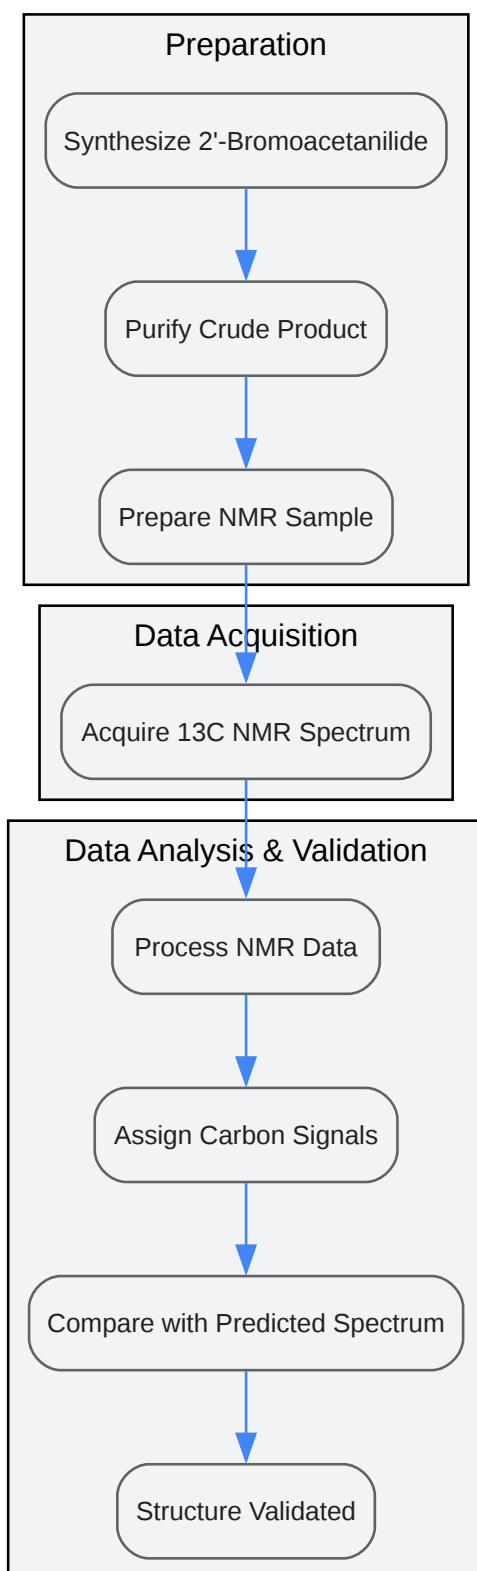 Preparation
Synthesize 2'-Bromoacetanilide
Purify Crude Product
Prepare NMR Sample
Data Acquisition
Acquire 13C NMR Spectrum
Data Analysis & Validation
Process NMR Data
Assign Carbon Signals
Compare with Predicted Spectrum
Structure Validated